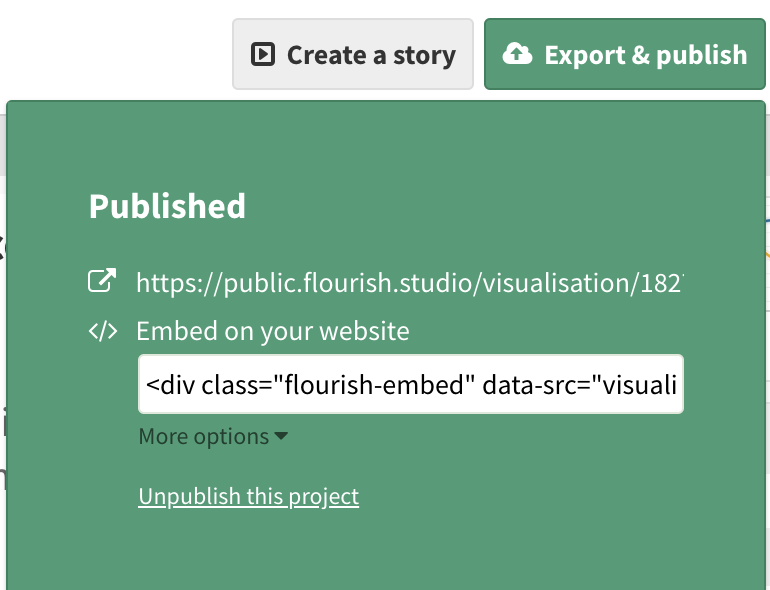 Create a story
Export & publish
Published
https://public.flourish.studio/visualisation/182
Embed on your website
<div class="flourish-embed" data-src="visuali
More options
Unpublish this project